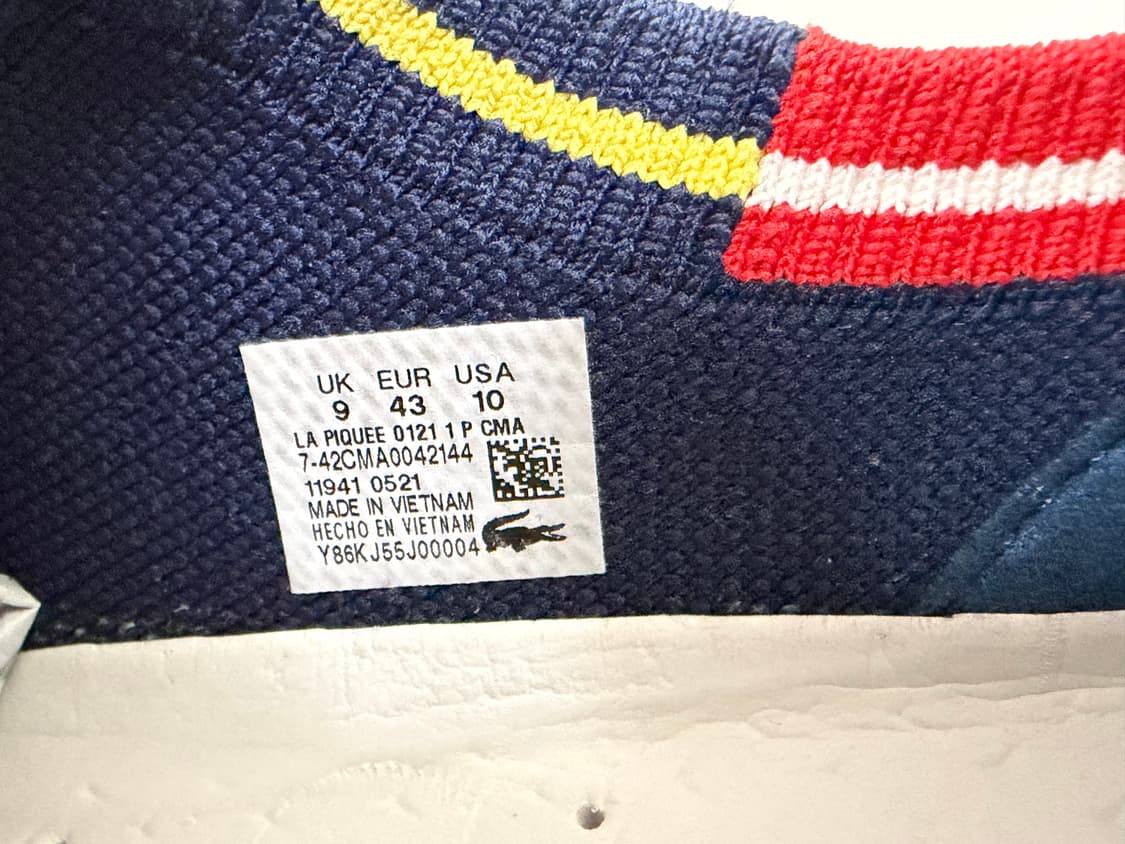 UK EUR USA
9 43 10
LA PIQUEE 0121 1 P CMA
7-42CMA0042144
11941 0521
MADE IN VIETNAM
HECHO EN VIETNAM
Y86KJ55J00004